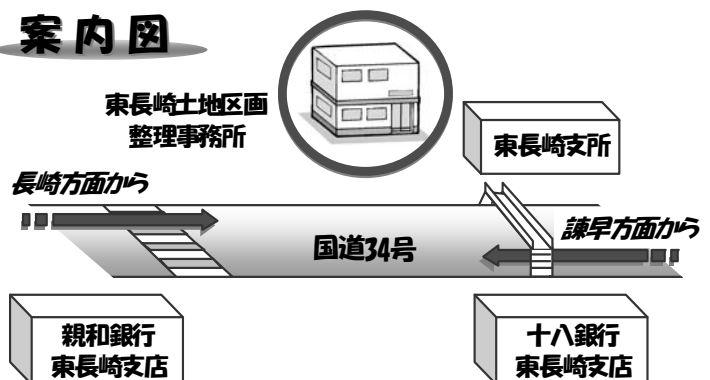 案内図
東長崎土地区画
整理事務所
東長崎支所
長崎方面から
諫早方面から
国道34号
親和銀行
東長崎支店
十八銀行
東長崎支店